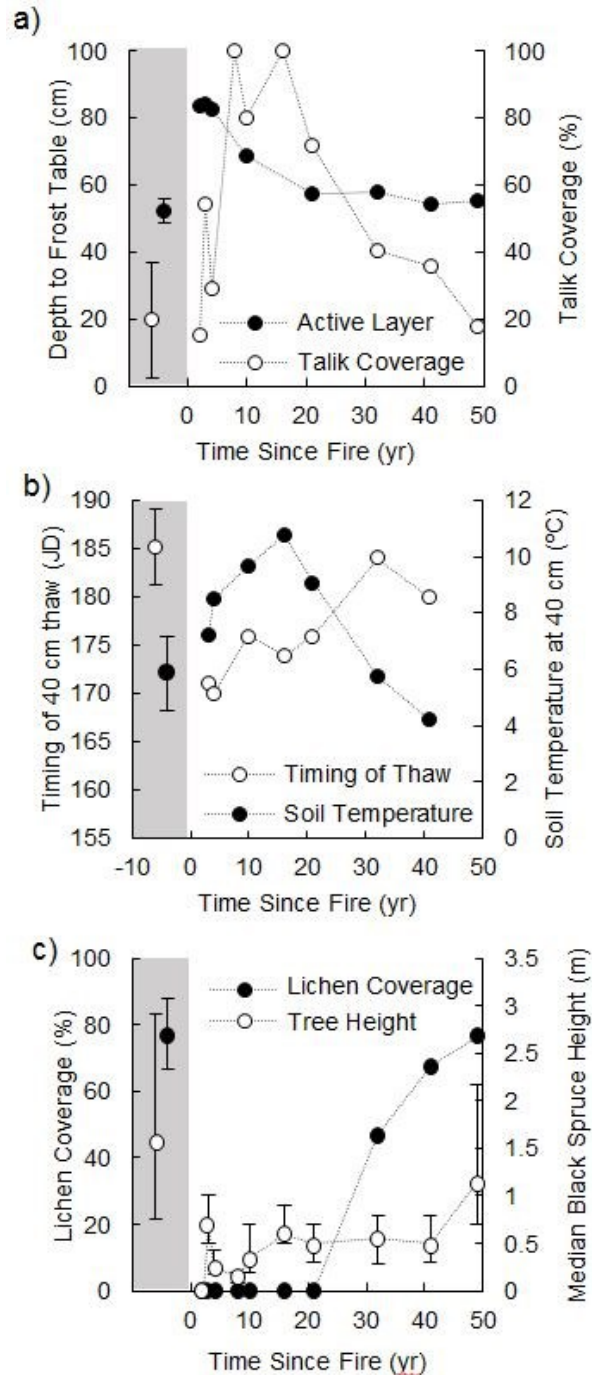 a)
100 100
80 80
60 60
40 40
20 20
0 0
Depth to Frost Table (cm)
Talik Coverage (%)
Active Layer
Talik Coverage
0 10 20 30 40 50
Time Since Fire (yr)
b)
190 12
185 10
180 8
175
170 6
165 4
160 2
155 0
Timing of 40 cm thaw (JD)
Soil Temperature at 40 cm (ºC)
Timing of Thaw
Soil Temperature
-10 0 10 20 30 40 50
Time Since Fire (yr)
c)
100 3.5
80 3
2.5
60 2
40 1.5
1
20 0.5
0 0
Lichen Coverage (%)
Median Black Spruce Height (m)
Lichen Coverage
Tree Height
0 10 20 30 40 50
Time Since Fire (yr)